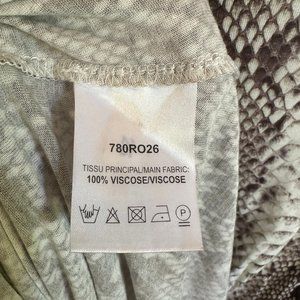 780RO26
TISSU PRINCIPAL/MAIN FABRIC:
100% VISCOSE/VISCOSE
P